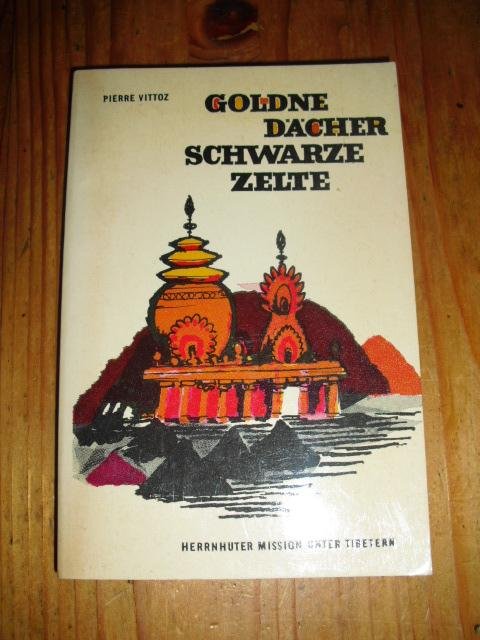 PIERRE VITTOZ
GOLDNE
DÄCHER
SCHWARZE
ZELTE
HERRNHUTER MISSION UNTER TIBETERN